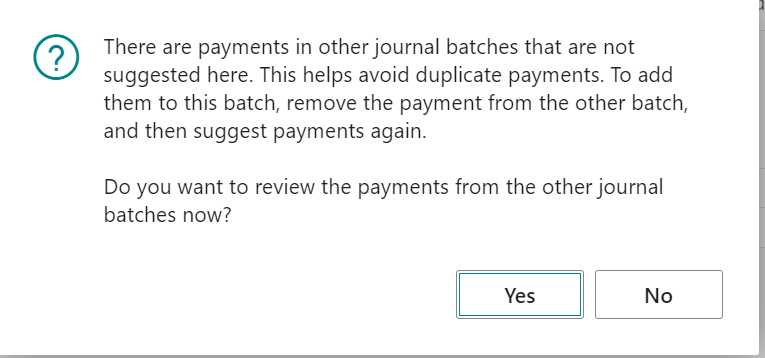 There are payments in other journal batches that are not
suggested here. This helps avoid duplicate payments. To add
them to this batch, remove the payment from the other batch,
and then suggest payments again.
Do you want to review the payments from the other journal
batches now?
Yes
No